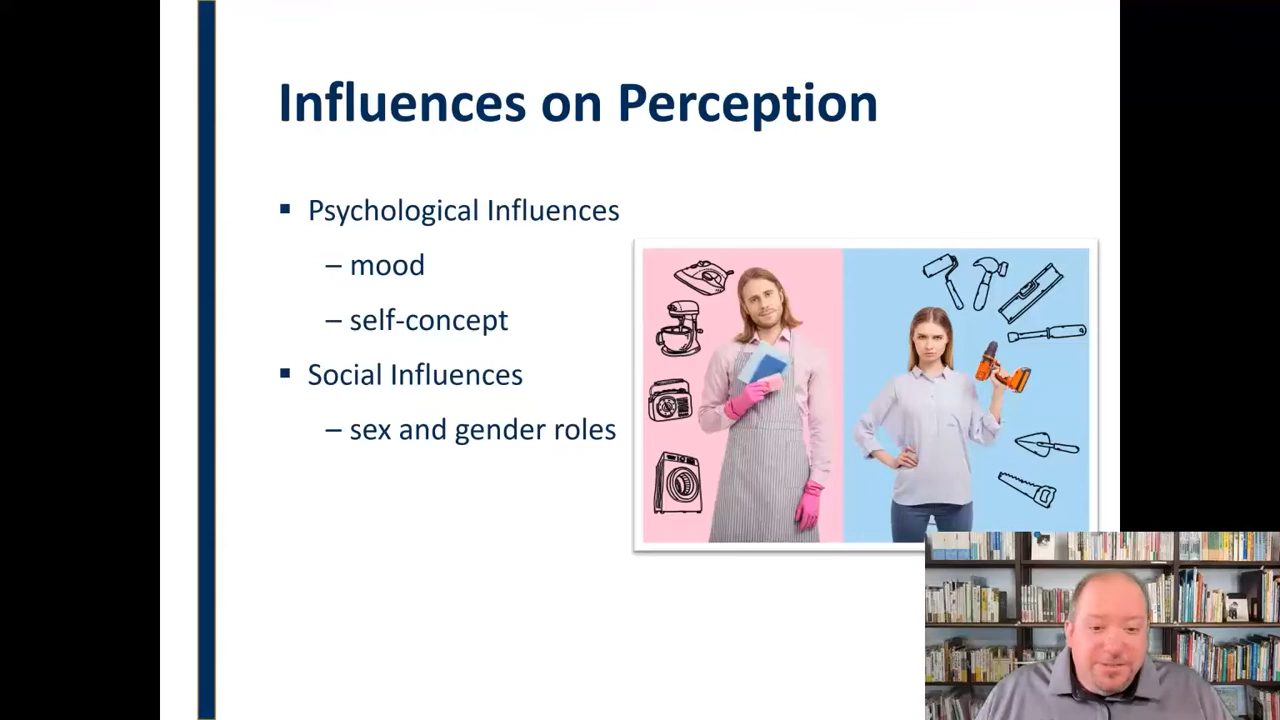 Influences on Perception
▪ Psychological Influences
– mood
– self-concept
▪ Social Influences
– sex and gender roles